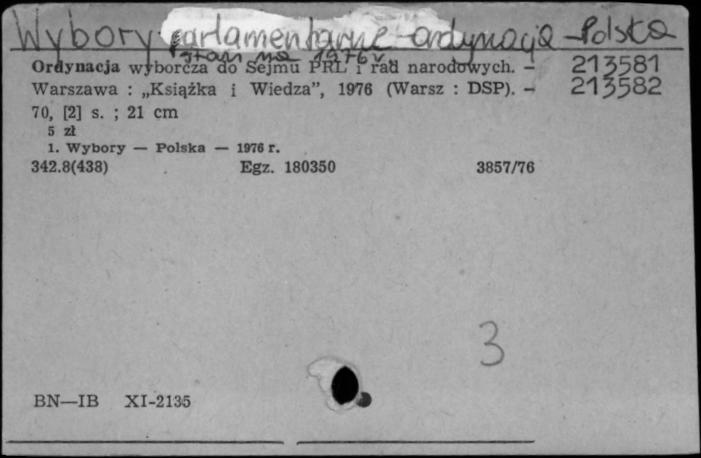 Wybory parlamentarne - ordynacja - Polska
stan na 1976 r.
Ordynacja wyborcza do Sejmu PRL i rad narodowych. — 213581
Warszawa : „Książka i Wiedza”, 1976 (Warsz : DSP). — 213582
70, [2] s. ; 21 cm
5 zł
1. Wybory — Polska — 1976 r.
342.8(438) Egz. 180350 3857/76
3
BN—IB XI-2135